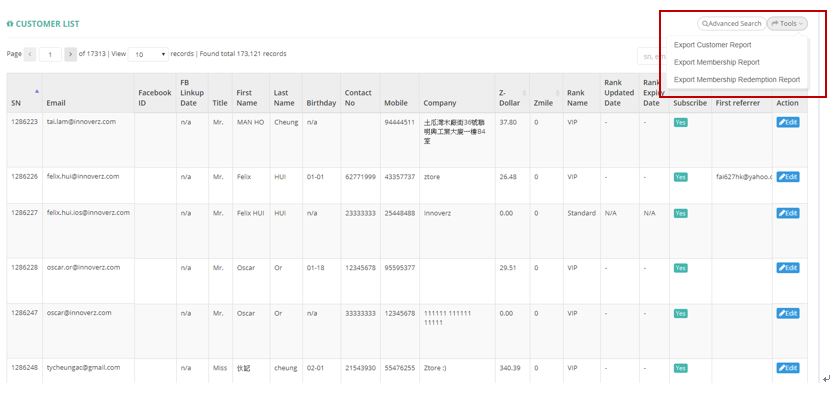 CUSTOMER LIST
Advanced Search Tools
Export Customer Report
Export Membership Report
Export Membership Redemption Report
Page 1 of 17313 | View 10 records | Found total 173,121 records
sn, em
SN Email Facebook ID FB Linkup Date Title First Name Last Name Birthday Contact No Mobile Company Z-Dollar Zmile Rank Name Rank Updated Date Rank Expiry Date Subscribe First referrer Action
1286223 tai.lam@innoverz.com n/a Mr. MAN HO Cheung n/a 94444511 土瓜灣木廠街36號聯明興工業大廈一樓B4室 37.80 0 VIP - - Yes Edit
1286226 felix.hui@innoverz.com n/a Mr. Felix HUI 01-01 62771999 43357737 ztore 26.48 0 VIP - - Yes fai627hk@yahoo.c Edit
1286227 felix.hui.ios@innoverz.com n/a Mr. Felix HUI HUI n/a 23333333 25448488 Innoverz 0.00 0 Standard N/A N/A Yes Edit
1286228 oscar.or@innoverz.com n/a Mr. Oscar Or 01-18 12345678 95595377 29.51 0 VIP - - Yes Edit
1286247 oscar@innoverz.com n/a Mr. Oscar Or n/a 33333333 12345678 111111 111111 11111 0.00 0 VIP - - Yes Edit
1286248 tycheungac@gmail.com n/a Miss 伙記 cheung 02-01 21543930 55476255 Ztore :) 340.39 0 VIP - - Yes Edit